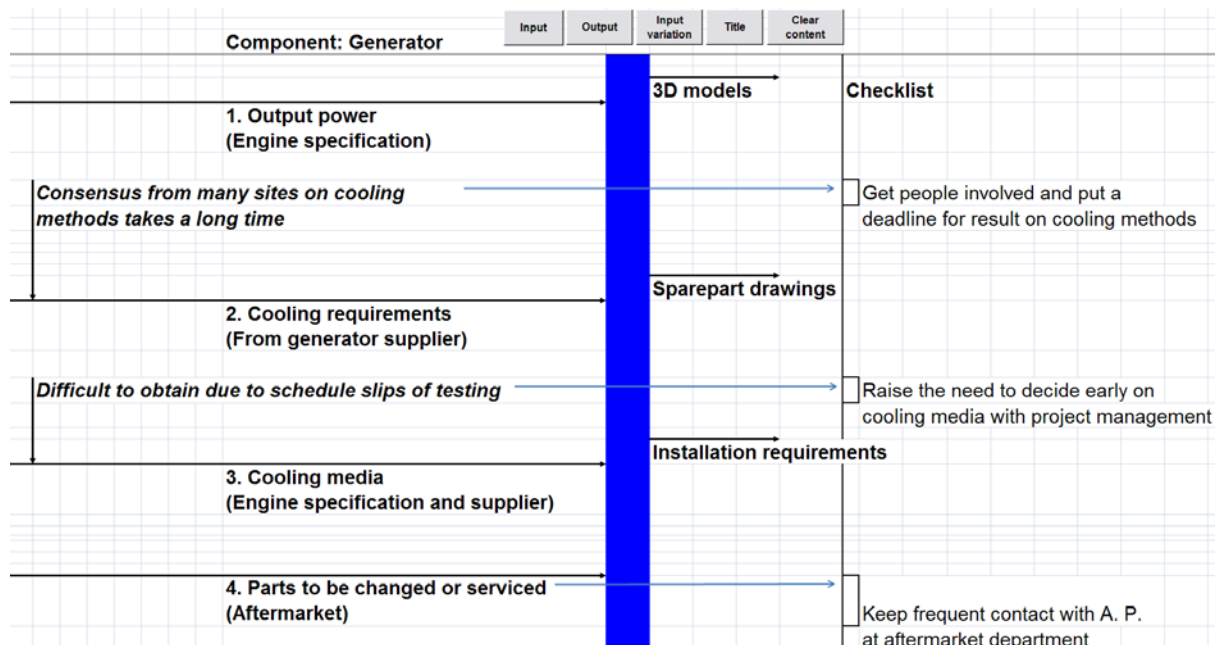 Input
Output
Input
variation
Title
Clear
content
Component: Generator
3D models
Checklist
1. Output power
(Engine specification)
Consensus from many sites on cooling
methods takes a long time
Get people involved and put a
deadline for result on cooling methods
Sparepart drawings
2. Cooling requirements
(From generator supplier)
Difficult to obtain due to schedule slips of testing
Raise the need to decide early on
cooling media with project management
Installation requirements
3. Cooling media
(Engine specification and supplier)
4. Parts to be changed or serviced
(Aftermarket)
Keep frequent contact with A. P.
at aftermarket department